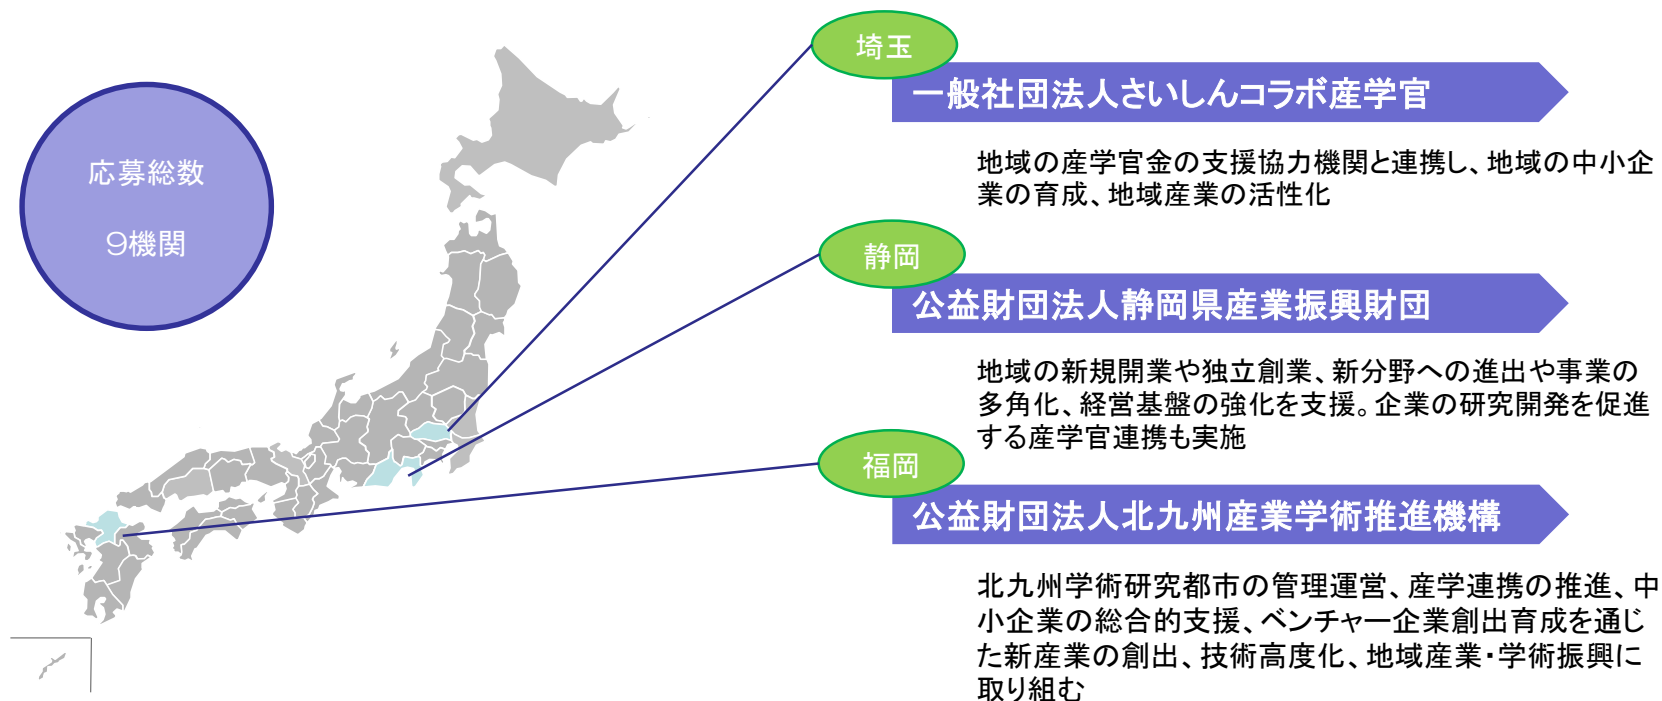 応募総数
９機関
埼玉
一般社団法人さいしんコラボ産学官
地域の産学官金の支援協力機関と連携し、地域の中小企
業の育成、地域産業の活性化
静岡
公益財団法人静岡県産業振興財団
地域の新規開業や独立創業、新分野への進出や事業の
多角化、経営基盤の強化を支援。企業の研究開発を促進
する産学官連携も実施
福岡
公益財団法人北九州産業学術推進機構
北九州学術研究都市の管理運営、産学連携の推進、中
小企業の総合的支援、ベンチャー企業創出育成を通じ
た新産業の創出、技術高度化、地域産業・学術振興に
取り組む